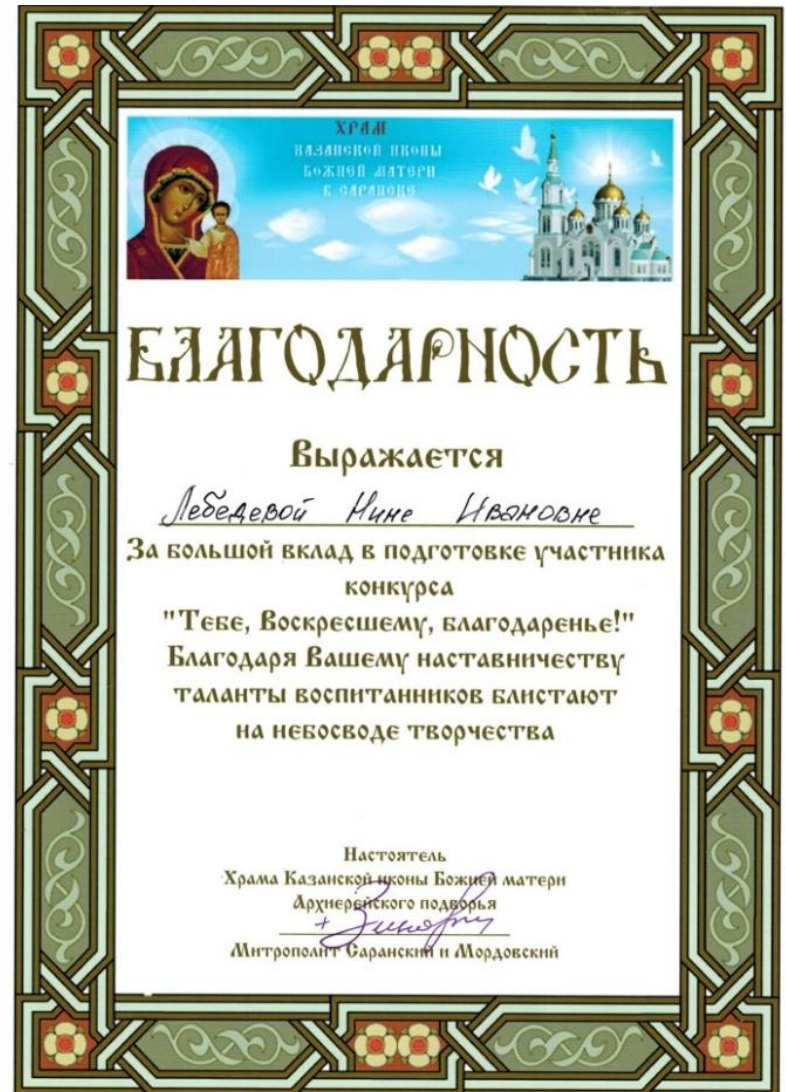 ХРАМ
КАЗАНСКОЙ ИКОНЫ
БОЖИЕЙ МАТЕРИ
В САРАНСКЕ
БЛАГОДАРНОСТЬ
Выражается
Лебедевой Нине Ивановне
За большой вклад в подготовке участника
конкурса
"Тебе, Воскресшему, благодаренье!"
Благодаря Вашему наставничеству
таланты воспитанников блистают
на небосводе творчества
Настоятель
Храма Казанской иконы Божией матери
Архиерейского подворья
Митрополит Саранский и Мордовский